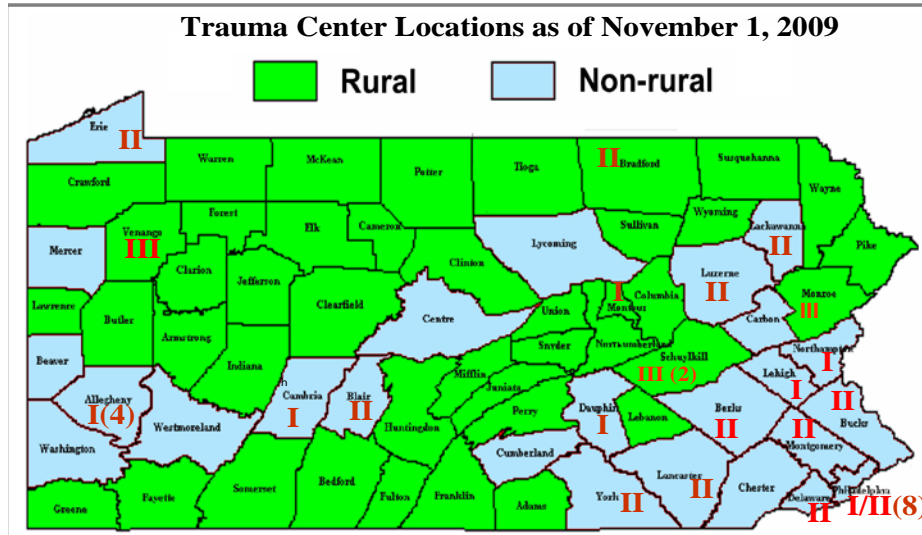 Trauma Center Locations as of November 1, 2009
Rural
Non-rural
Erie
II
Warren
McKean
Potter
Tioga
II
Bradford
Susquehanna
Crawford
Wayne
Forest
Wyoming
Lackawanna
II
Venango
III
Elk
Cameron
Sullivan
Mercer
Lycoming
Pike
Clarion
Jefferson
Clinton
Luzerne
II
Monroe
III
Lawrence
Butler
Clearfield
Union
I
Montour
Columbia
Carbon
Armstrong
Centre
Snyder
Northumberland
Northampton
I
Beaver
Indiana
Mifflin
Schuylkill
III (2)
Lehigh
I
Allegheny
I(4)
Cambria
I
Blair
II
Juniata
Dauphin
I
Lebanon
Berks
II
II
Bucks
Westmoreland
Huntingdon
Perry
II
Montgomery
Washington
Cumberland
Lancaster
II
Chester
Philadelphia
I/II(8)
Greene
Fayette
Somerset
Bedford
Fulton
Franklin
Adams
York
II
Delaware
II